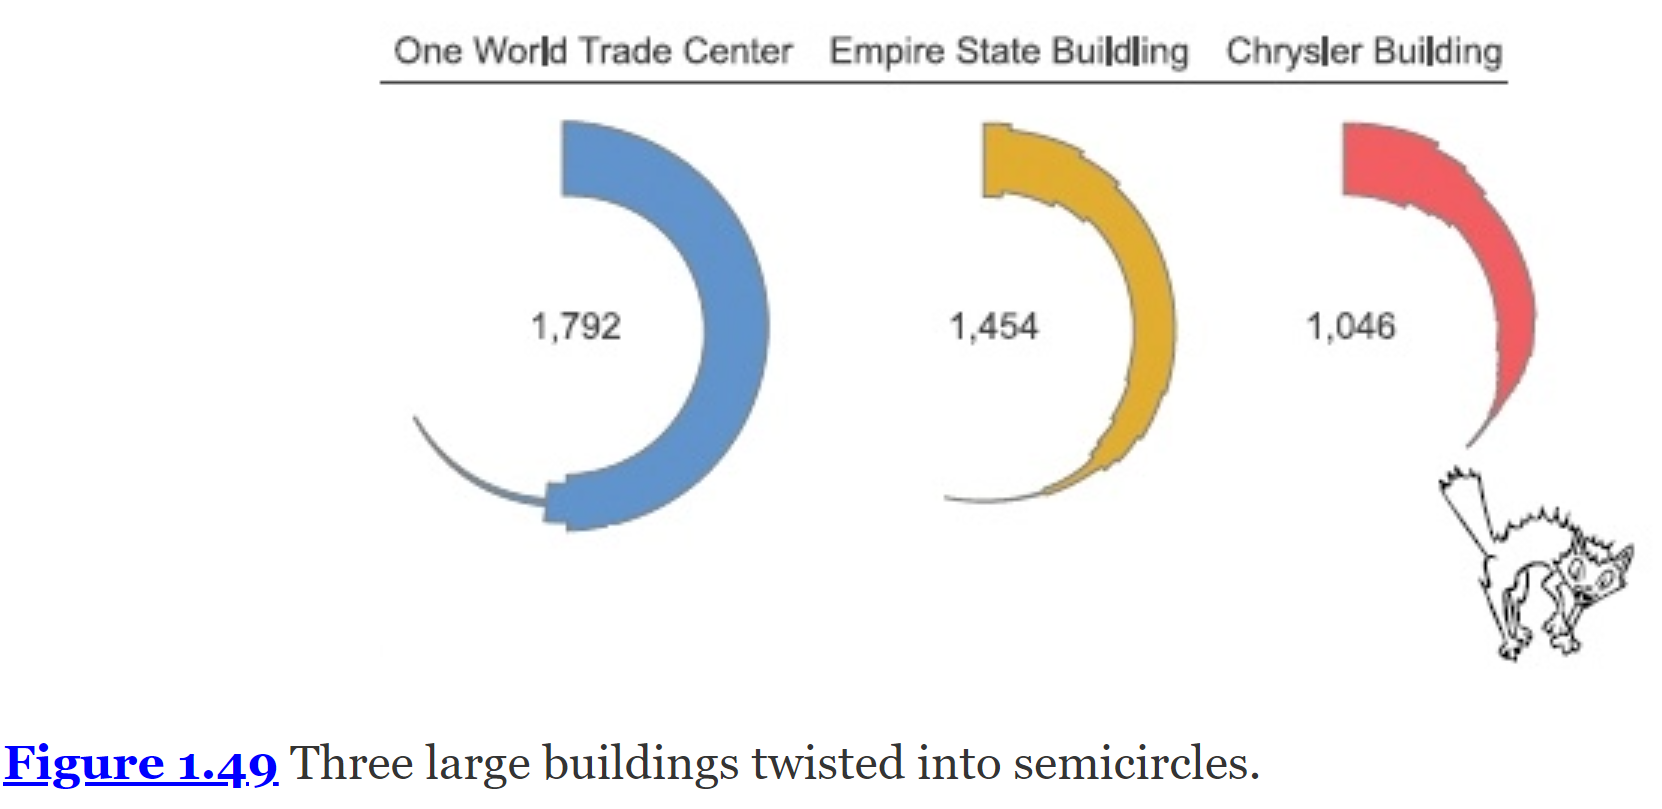 One World Trade Center Empire State Buildling Chrysler Building
1,792 1,454 1,046
Figure 1.49 Three large buildings twisted into semicircles.